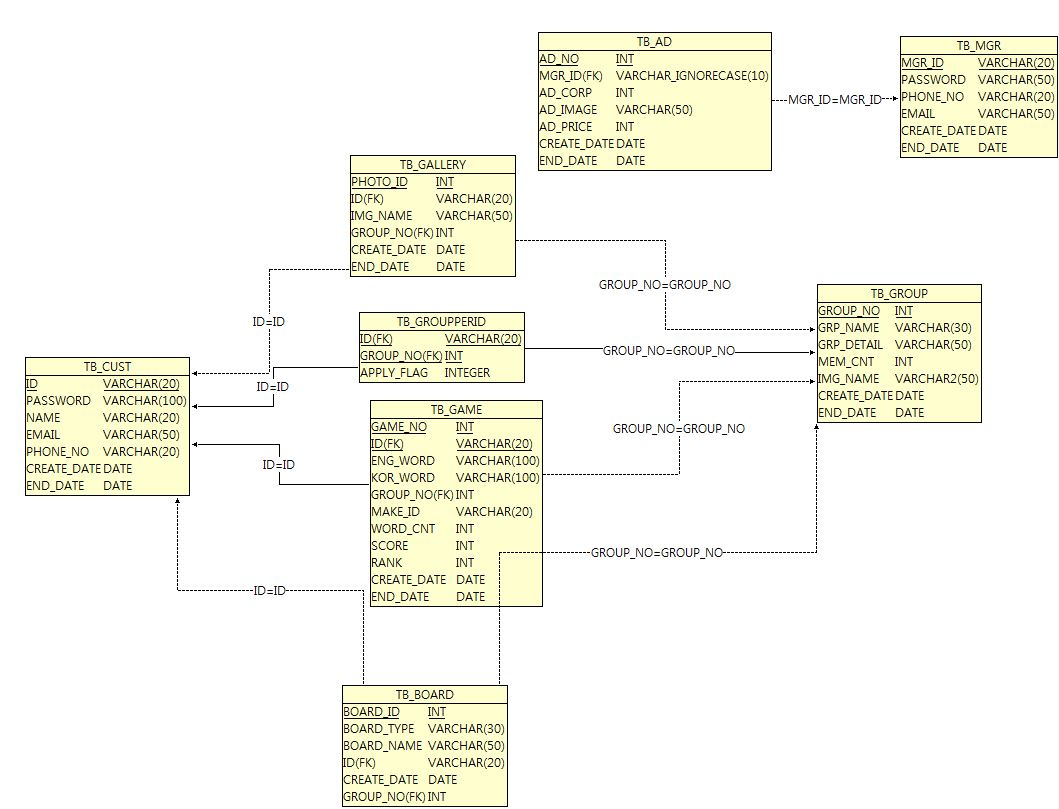 TB_AD
AD_NO INT
MGR_ID(FK) VARCHAR_IGNORECASE(10)
AD_CORP INT
AD_IMAGE VARCHAR(50)
AD_PRICE INT
CREATE_DATE DATE
END_DATE DATE
MGR_ID=MGR_ID
TB_MGR
MGR_ID VARCHAR(20)
PASSWORD VARCHAR(50)
PHONE_NO VARCHAR(20)
EMAIL VARCHAR(50)
CREATE_DATE DATE
END_DATE DATE
TB_GALLERY
PHOTO_ID INT
ID(FK) VARCHAR(20)
IMG_NAME VARCHAR(50)
GROUP_NO(FK) INT
CREATE_DATE DATE
END_DATE DATE
GROUP_NO=GROUP_NO
ID=ID
TB_GROUPPERID
ID(FK) VARCHAR(20)
GROUP_NO(FK) INT
APPLY_FLAG INTEGER
GROUP_NO=GROUP_NO
ID=ID
TB_GROUP
GROUP_NO INT
GRP_NAME VARCHAR(30)
GRP_DETAIL VARCHAR(50)
MEM_CNT INT
IMG_NAME VARCHAR2(50)
CREATE_DATE DATE
END_DATE DATE
TB_CUST
ID VARCHAR(20)
PASSWORD VARCHAR(100)
NAME VARCHAR(20)
EMAIL VARCHAR(50)
PHONE_NO VARCHAR(20)
CREATE_DATE DATE
END_DATE DATE
ID=ID
TB_GAME
GAME_NO INT
ID(FK) VARCHAR(20)
ENG_WORD VARCHAR(100)
KOR_WORD VARCHAR(100)
GROUP_NO(FK) INT
MAKE_ID VARCHAR(20)
WORD_CNT INT
SCORE INT
RANK INT
CREATE_DATE DATE
END_DATE DATE
GROUP_NO=GROUP_NO
GROUP_NO=GROUP_NO
ID=ID
TB_BOARD
BOARD_ID INT
BOARD_TYPE VARCHAR(30)
BOARD_NAME VARCHAR(50)
ID(FK) VARCHAR(20)
CREATE_DATE DATE
GROUP_NO(FK) INT